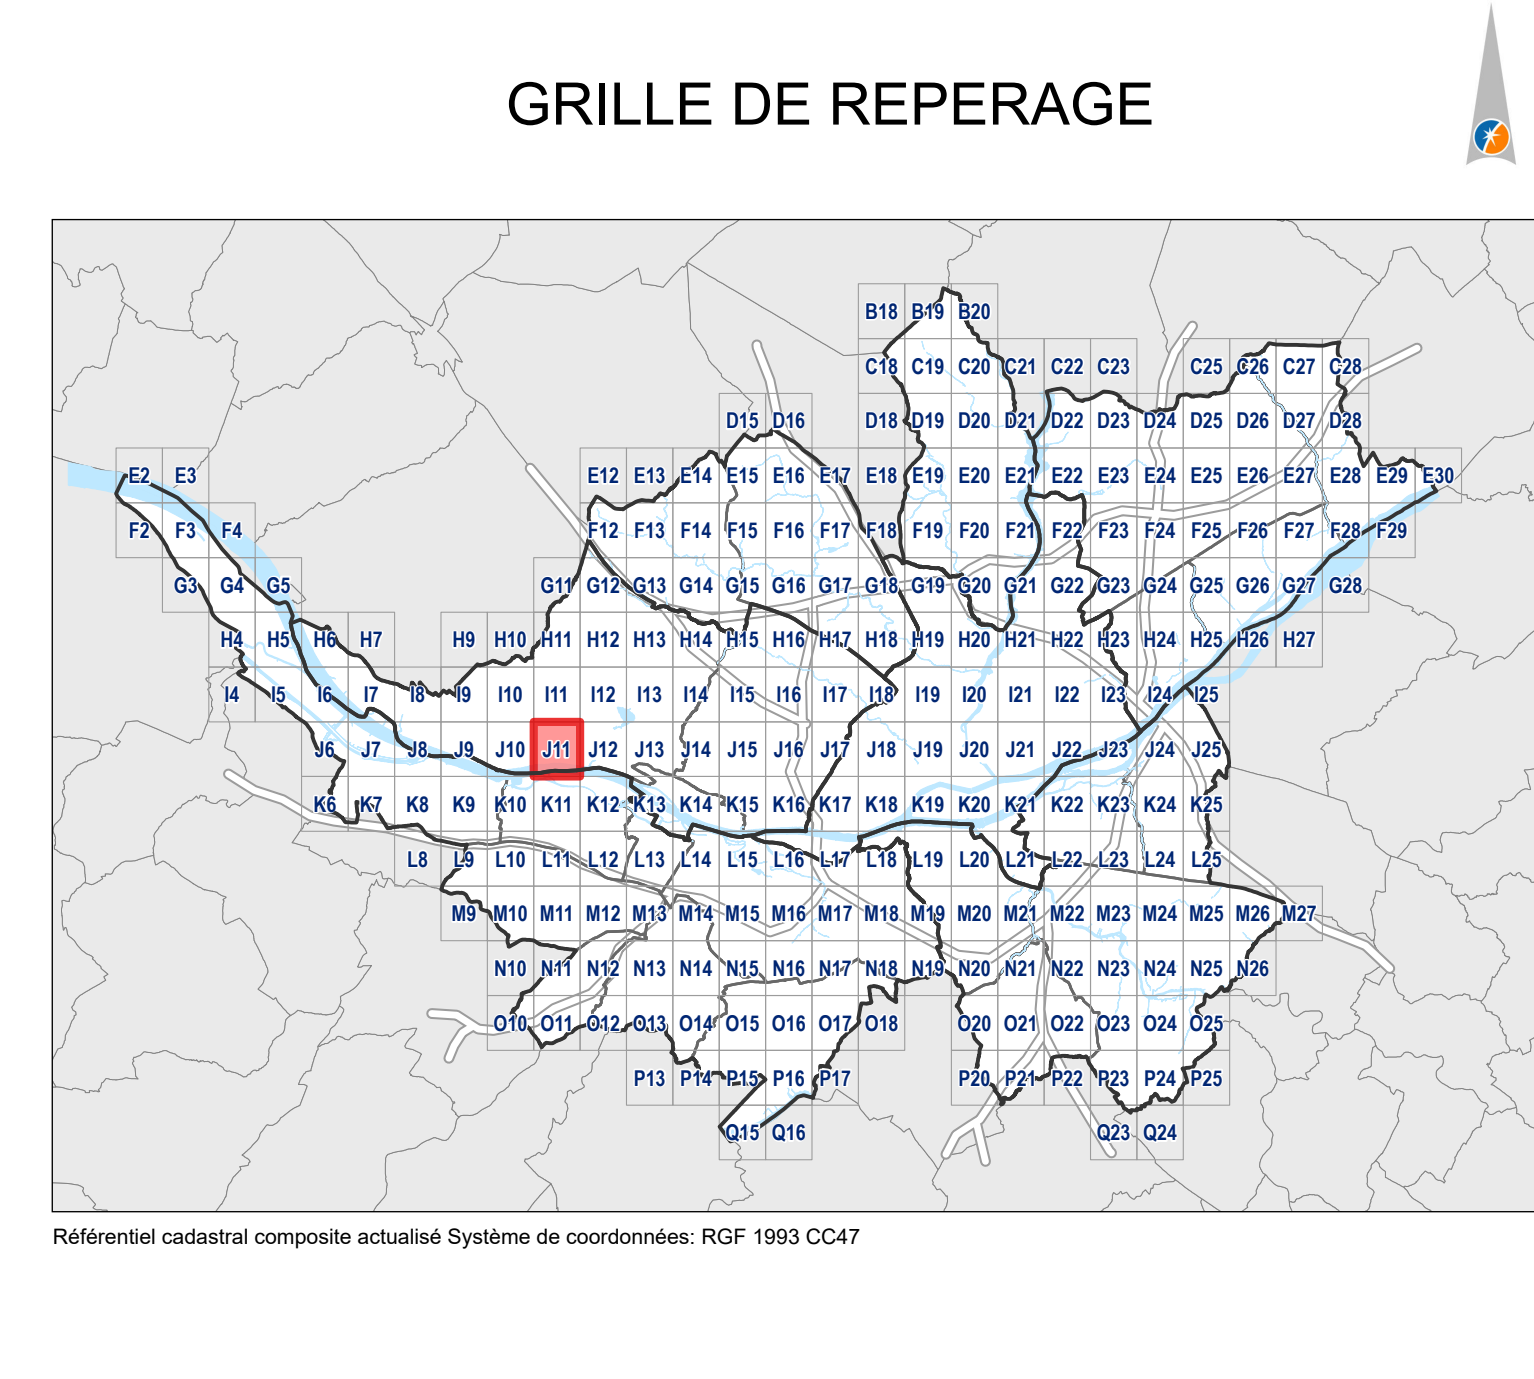 GRILLE DE REPERAGE
B18 B19 B20
C18 C19 C20 C21 C22 C23 C25 C26 C27 C28
D15 D16 D18 D19 D20 D21 D22 D23 D24 D25 D26 D27 D28
E2 E3 E12 E13 E14 E15 E16 E17 E18 E19 E20 E21 E22 E23 E24 E25 E26 E27 E28 E29 E30
F2 F3 F4 F12 F13 F14 F15 F16 F17 F18 F19 F20 F21 F22 F23 F24 F25 F26 F27 F28 F29
G3 G4 G5 G11 G12 G13 G14 G15 G16 G17 G18 G19 G20 G21 G22 G23 G24 G25 G26 G27 G28
H4 H5 H6 H7 H9 H10 H11 H12 H13 H14 H15 H16 H17 H18 H19 H20 H21 H22 H23 H24 H25 H26 H27
I4 I5 I6 I7 I8 I9 I10 I11 I12 I13 I14 I15 I16 I17 I18 I19 I20 I21 I22 I23 I24 I25
J6 J7 J8 J9 J10 J11 J12 J13 J14 J15 J16 J17 J18 J19 J20 J21 J22 J23 J24 J25
K6 K7 K8 K9 K10 K11 K12 K13 K14 K15 K16 K17 K18 K19 K20 K21 K22 K23 K24 K25
L8 L9 L10 L11 L12 L13 L14 L15 L16 L17 L18 L19 L20 L21 L22 L23 L24 L25
M9 M10 M11 M12 M13 M14 M15 M16 M17 M18 M19 M20 M21 M22 M23 M24 M25 M26 M27
N10 N11 N12 N13 N14 N15 N16 N17 N18 N19 N20 N21 N22 N23 N24 N25 N26
O10 O11 O12 O13 O14 O15 O16 O17 O18 O20 O21 O22 O23 O24 O25
P13 P14 P15 P16 P17 P20 P21 P22 P23 P24 P25
Q15 Q16 Q23 Q24
Référentiel cadastral composite actualisé Système de coordonnées: RGF 1993 CC47